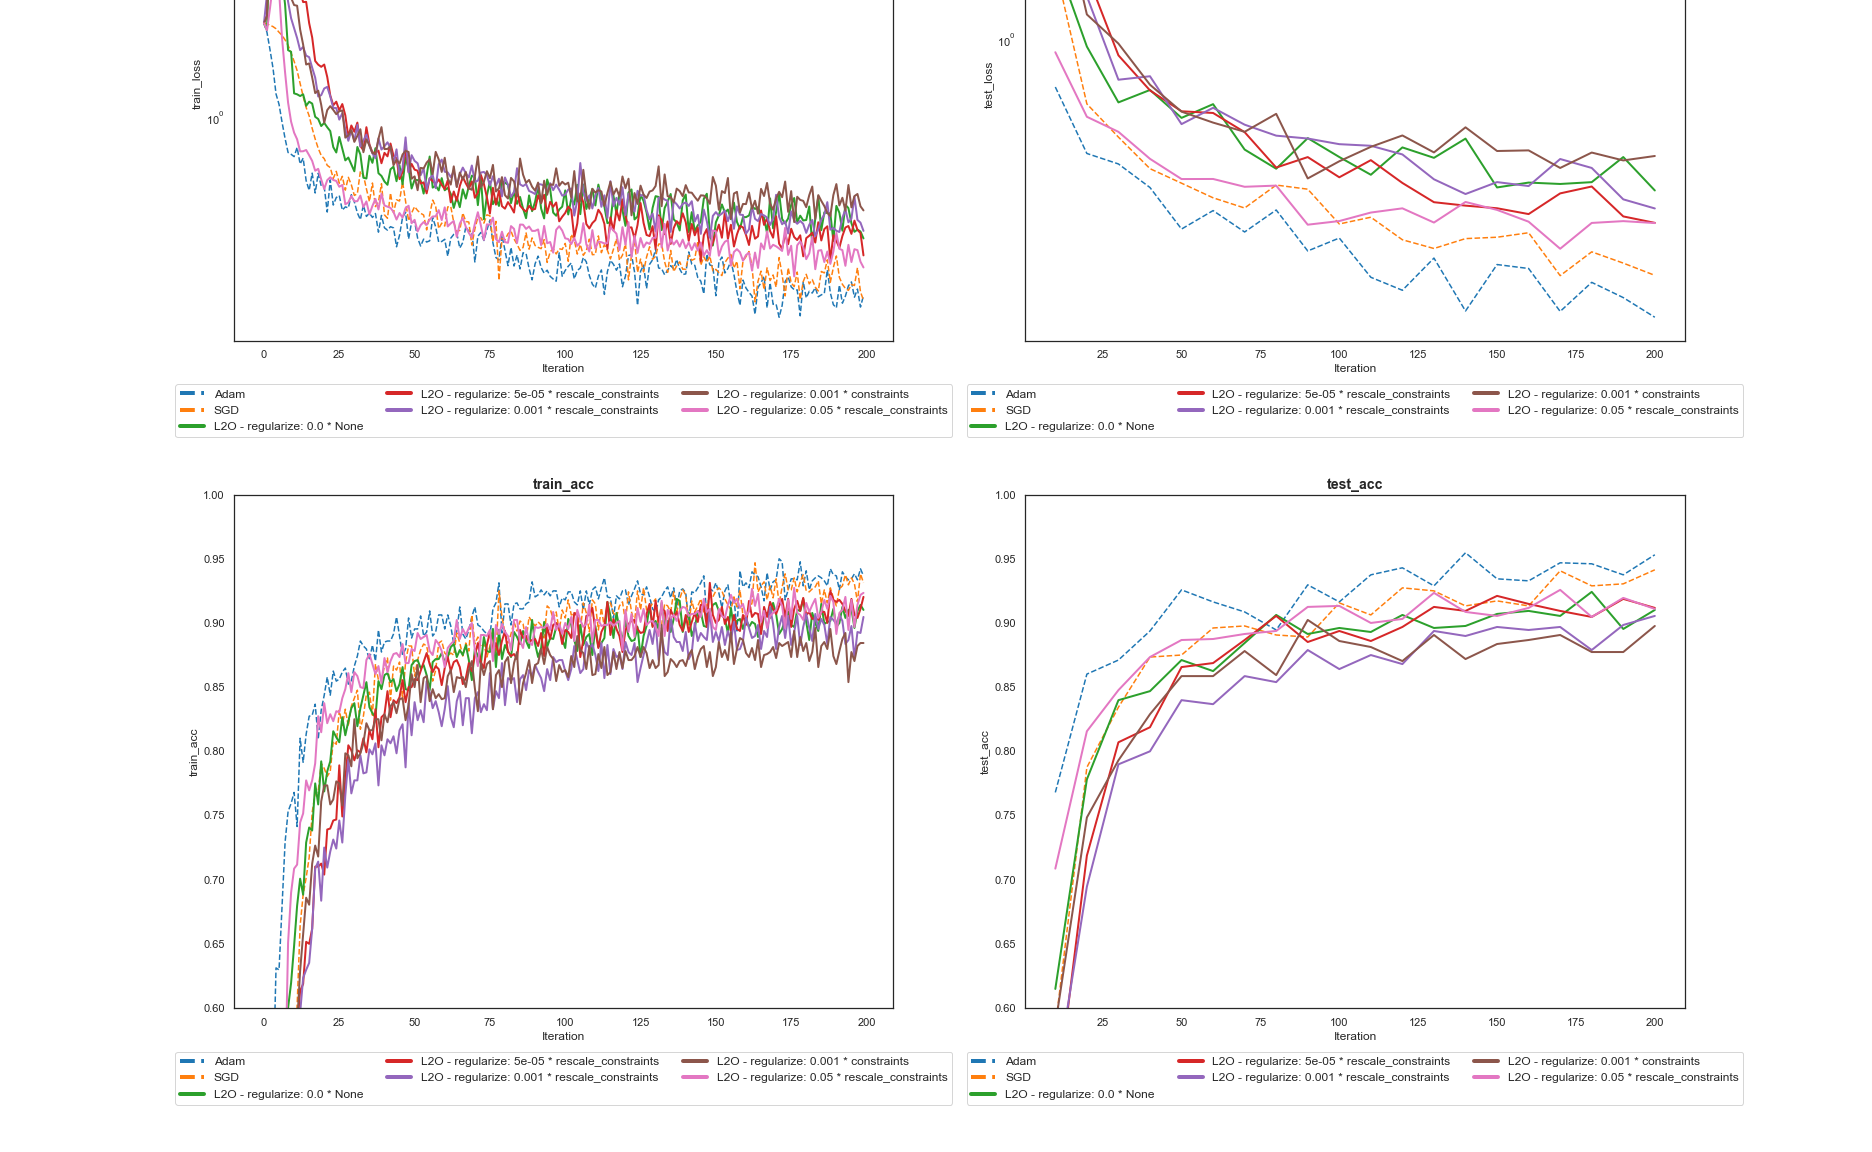 train_loss
10^0
0 25 50 75 100 125 150 175 200
Iteration
Adam
SGD
L2O - regularize: 0.0 * None
L2O - regularize: 5e-05 * rescale_constraints
L2O - regularize: 0.001 * rescale_constraints
L2O - regularize: 0.001 * constraints
L2O - regularize: 0.05 * rescale_constraints
test_loss
10^0
25 50 75 100 125 150 175 200
Iteration
Adam
SGD
L2O - regularize: 0.0 * None
L2O - regularize: 5e-05 * rescale_constraints
L2O - regularize: 0.001 * rescale_constraints
L2O - regularize: 0.001 * constraints
L2O - regularize: 0.05 * rescale_constraints
train_acc
train_acc
1.00
0.95
0.90
0.85
0.80
0.75
0.70
0.65
0.60
0 25 50 75 100 125 150 175 200
Iteration
Adam
SGD
L2O - regularize: 0.0 * None
L2O - regularize: 5e-05 * rescale_constraints
L2O - regularize: 0.001 * rescale_constraints
L2O - regularize: 0.001 * constraints
L2O - regularize: 0.05 * rescale_constraints
test_acc
test_acc
1.00
0.95
0.90
0.85
0.80
0.75
0.70
0.65
0.60
25 50 75 100 125 150 175 200
Iteration
Adam
SGD
L2O - regularize: 0.0 * None
L2O - regularize: 5e-05 * rescale_constraints
L2O - regularize: 0.001 * rescale_constraints
L2O - regularize: 0.001 * constraints
L2O - regularize: 0.05 * rescale_constraints